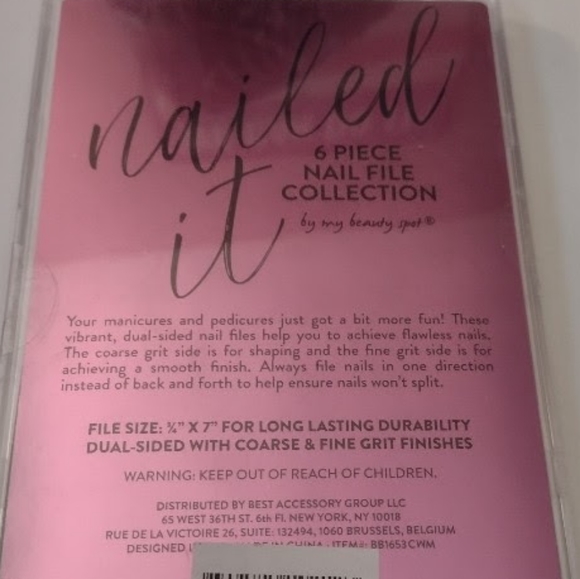 nailed
it
6 PIECE
NAIL FILE
COLLECTION
by my beauty spot®
Your manicures and pedicures just got a bit more fun! These
vibrant, dual-sided nail files help you to achieve flawless nails.
The coarse grit side is for shaping and the fine grit side is for
achieving a smooth finish. Always file nails in one direction
instead of back and forth to help ensure nails won't split.
FILE SIZE: ¾" X 7" FOR LONG LASTING DURABILITY
DUAL-SIDED WITH COARSE & FINE GRIT FINISHES
WARNING: KEEP OUT OF REACH OF CHILDREN.
DISTRIBUTED BY BEST ACCESSORY GROUP LLC
65 WEST 36TH ST. 6th Fl. NEW YORK, NY 10018
RUE DE LA VICTOIRE 26, SUITE: 132494, 1060 BRUSSELS, BELGIUM
DESIGNED IN CHINA • ITEM#: BB1653CWM